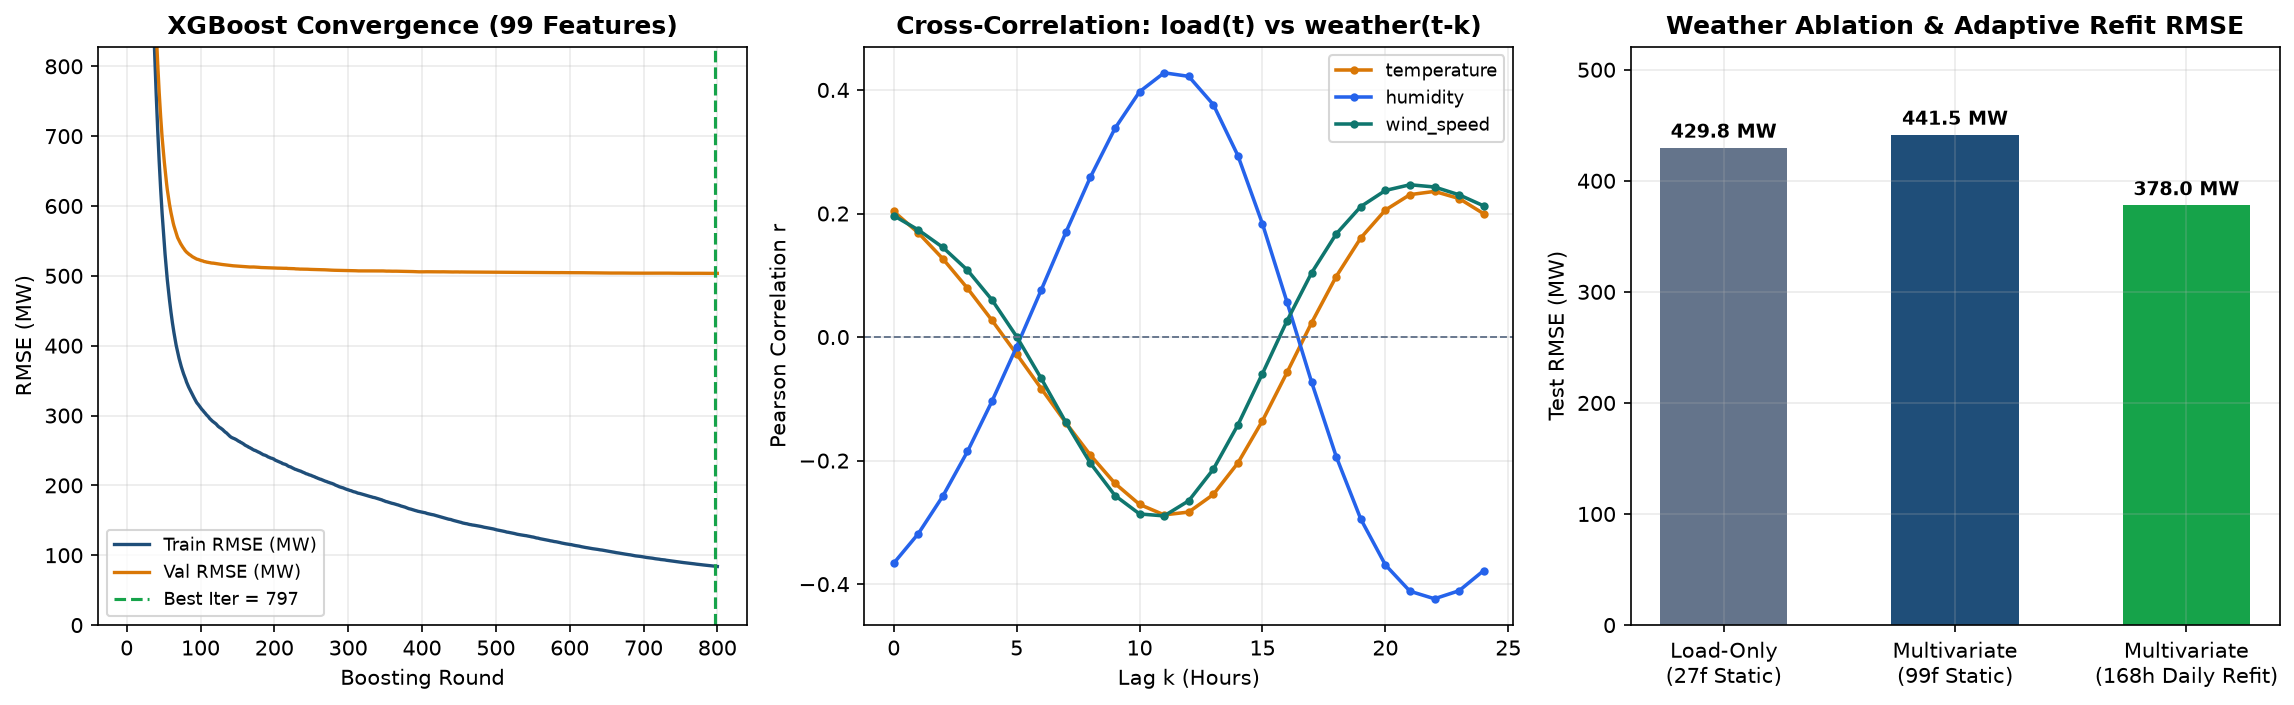 XGBoost Convergence (99 Features)
RMSE (MW)
800
700
600
500
400
300
200
100
0
Train RMSE (MW)
Val RMSE (MW)
Best Iter = 797
0 100 200 300 400 500 600 700 800
Boosting Round
Cross-Correlation: load(t) vs weather(t-k)
Pearson Correlation r
0.4
0.2
0.0
−0.2
−0.4
temperature
humidity
wind_speed
0 5 10 15 20 25
Lag k (Hours)
Weather Ablation & Adaptive Refit RMSE
Test RMSE (MW)
500
400
300
200
100
0
429.8 MW
441.5 MW
378.0 MW
Load-Only
(27f Static)
Multivariate
(99f Static)
Multivariate
(168h Daily Refit)